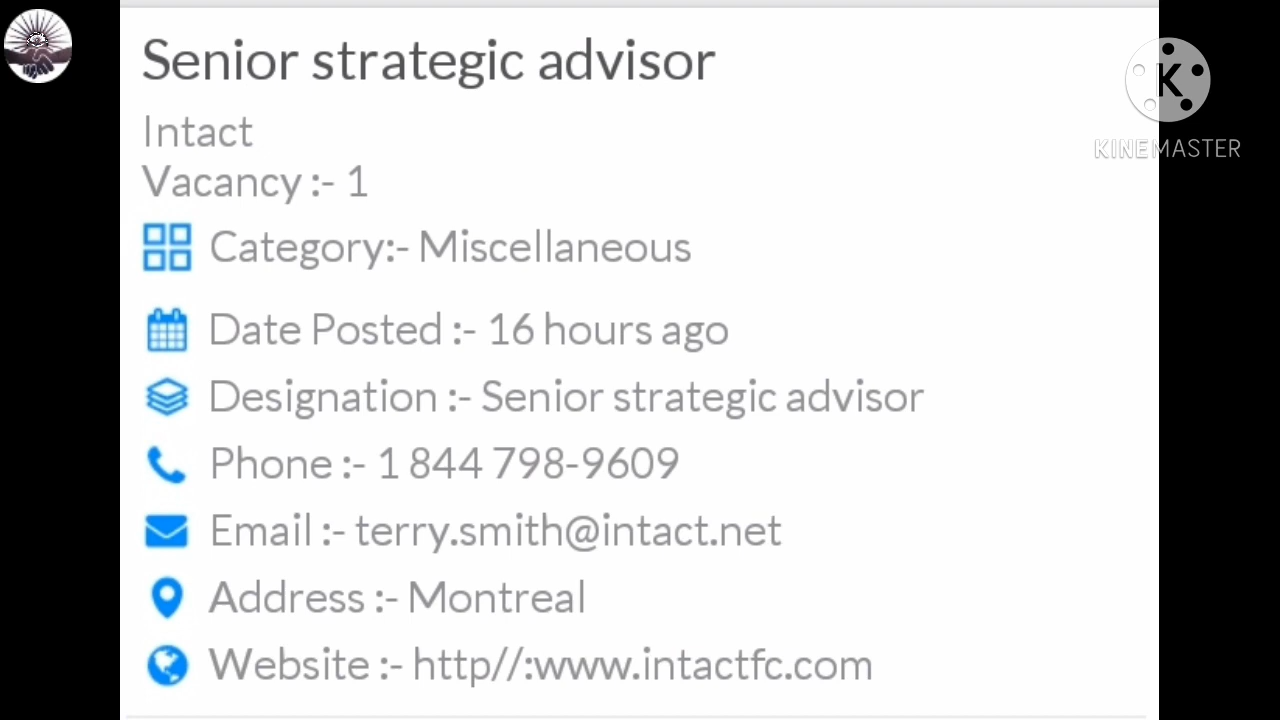 Senior strategic advisor
Intact
Vacancy :- 1
Category:- Miscellaneous
Date Posted :- 16 hours ago
Designation :- Senior strategic advisor
Phone :- 1 844 798-9609
Email :- terry.smith@intact.net
Address :- Montreal
Website :- http//:www.intactfc.com
K
KINEMASTER